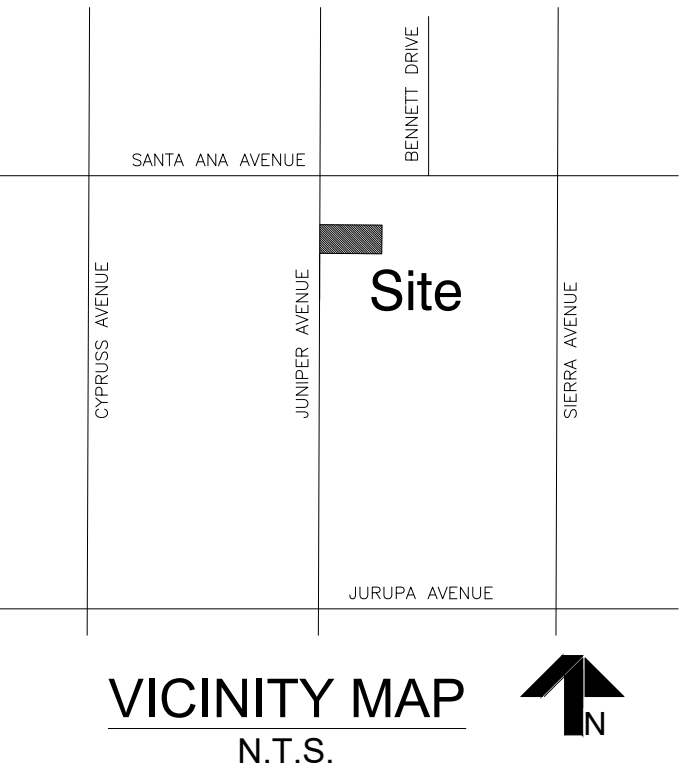 BENNETT DRIVE
SANTA ANA AVENUE
Site
CYPRUSS AVENUE
JUNIPER AVENUE
SIERRA AVENUE
JURUPA AVENUE
VICINITY MAP
N.T.S.
N